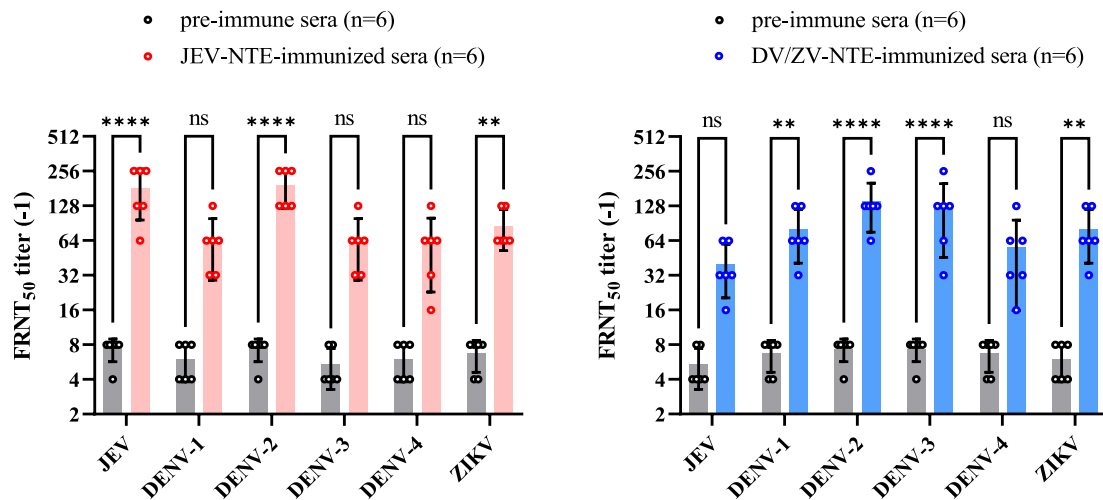 pre-immune sera (n=6)
JEV-NTE-immunized sera (n=6)
FRNT50 titer (-1)
512
256
128
64
32
16
8
4
2
**** ns **** ns ns **
JEV
DENV-1
DENV-2
DENV-3
DENV-4
ZIKV
pre-immune sera (n=6)
DV/ZV-NTE-immunized sera (n=6)
FRNT50 titer (-1)
512
256
128
64
32
16
8
4
2
ns ** **** **** ns **
JEV
DENV-1
DENV-2
DENV-3
DENV-4
ZIKV